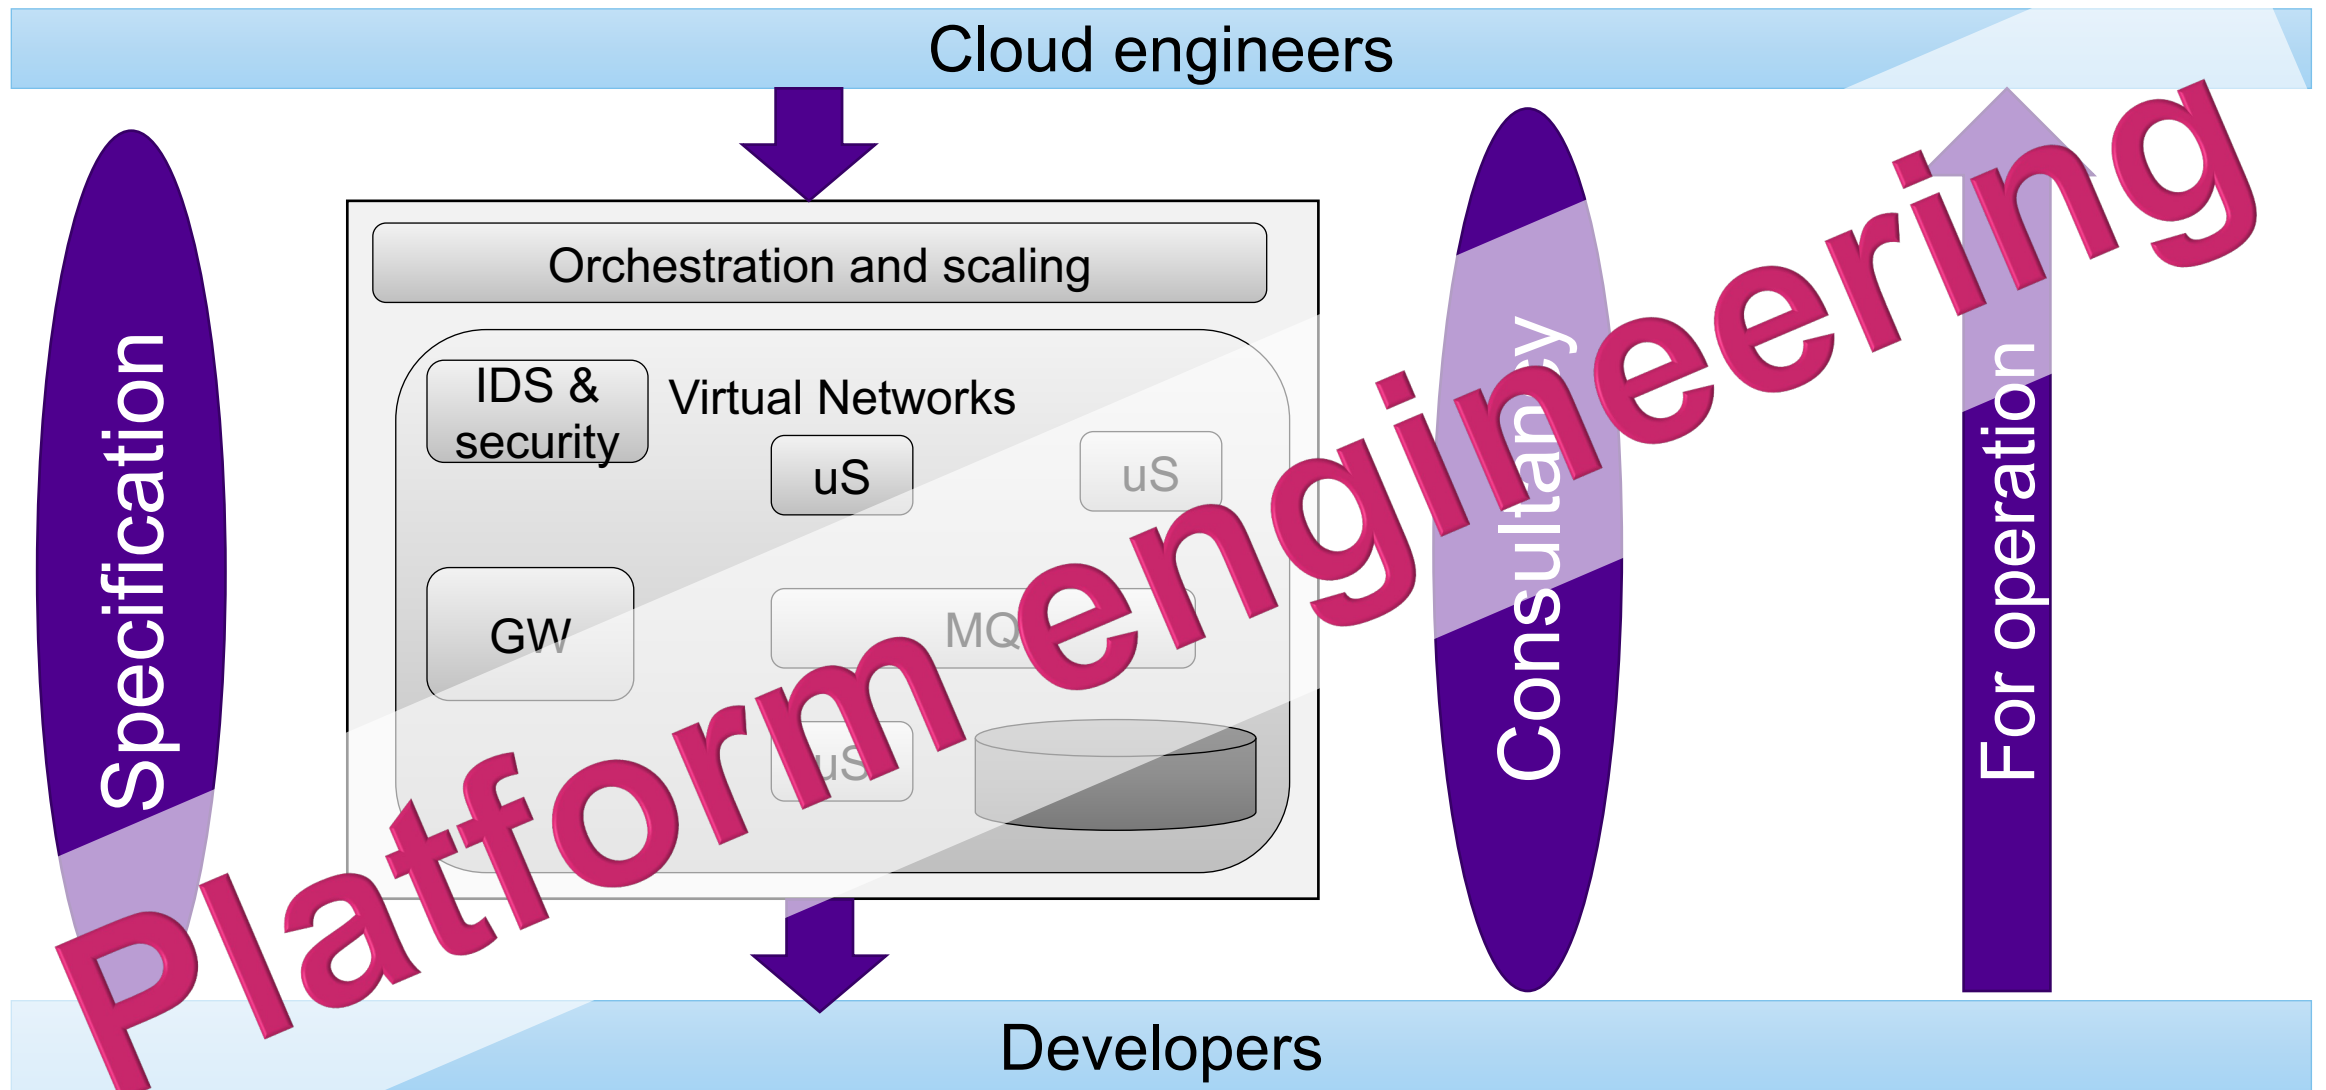 Cloud engineers
Orchestration and scaling
IDS &
security
Virtual Networks
uS
uS
GW
MQ
uS
Specification
Consultancy
For operation
Platform engineering
Developers